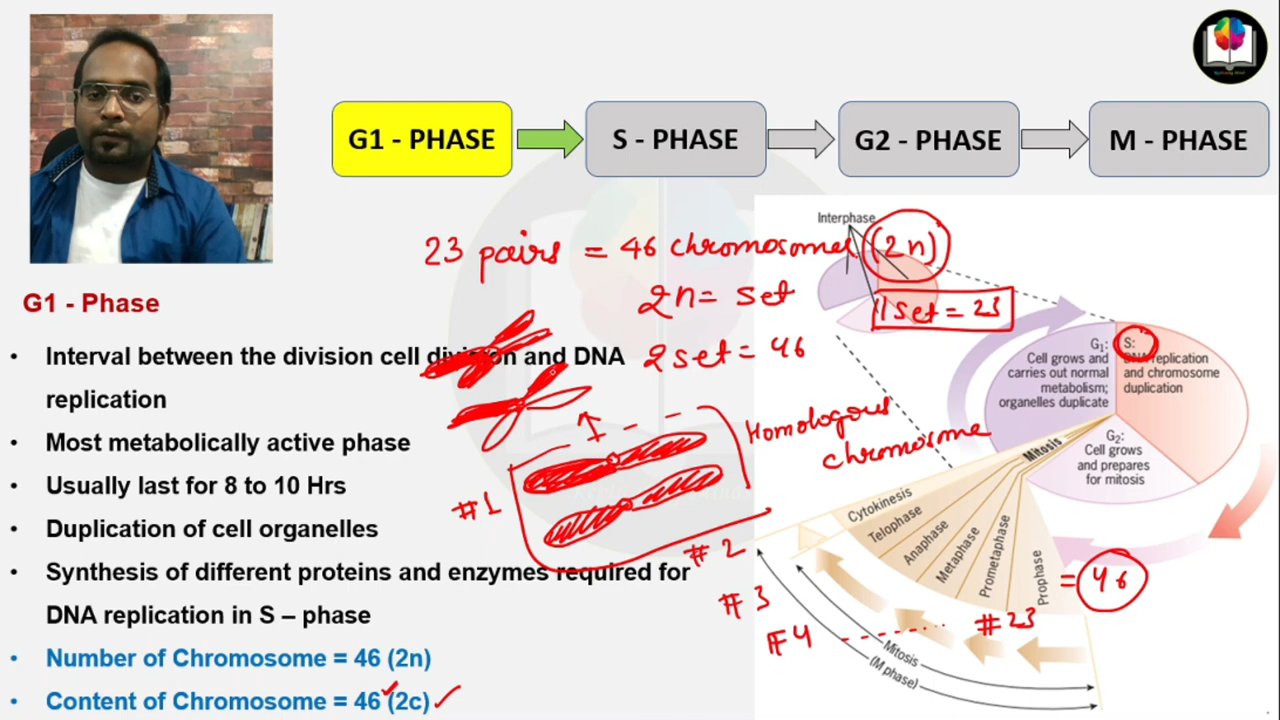 G1 - PHASE
S - PHASE
G2 - PHASE
M - PHASE
Interphase
23 pairs = 46 chromosomes (2n)
2n = set
1 Set = 23
2 set = 46
G1 - Phase
• Interval between the division cell division and DNA
replication
• Most metabolically active phase
• Usually last for 8 to 10 Hrs
• Duplication of cell organelles
• Synthesis of different proteins and enzymes required for
DNA replication in S – phase
• Number of Chromosome = 46 (2n)
• Content of Chromosome = 46 (2c)
Homologous
chromosome
#1
#2
#3
#4
#23
= 46
G1:
Cell grows and
carries out normal
metabolism;
organelles duplicate
S:
DNA replication
and chromosome
duplication
G2:
Cell grows
and prepares
for mitosis
Mitosis
Cytokinesis
Telophase
Anaphase
Metaphase
Prometaphase
Prophase
Mitosis
(M phase)